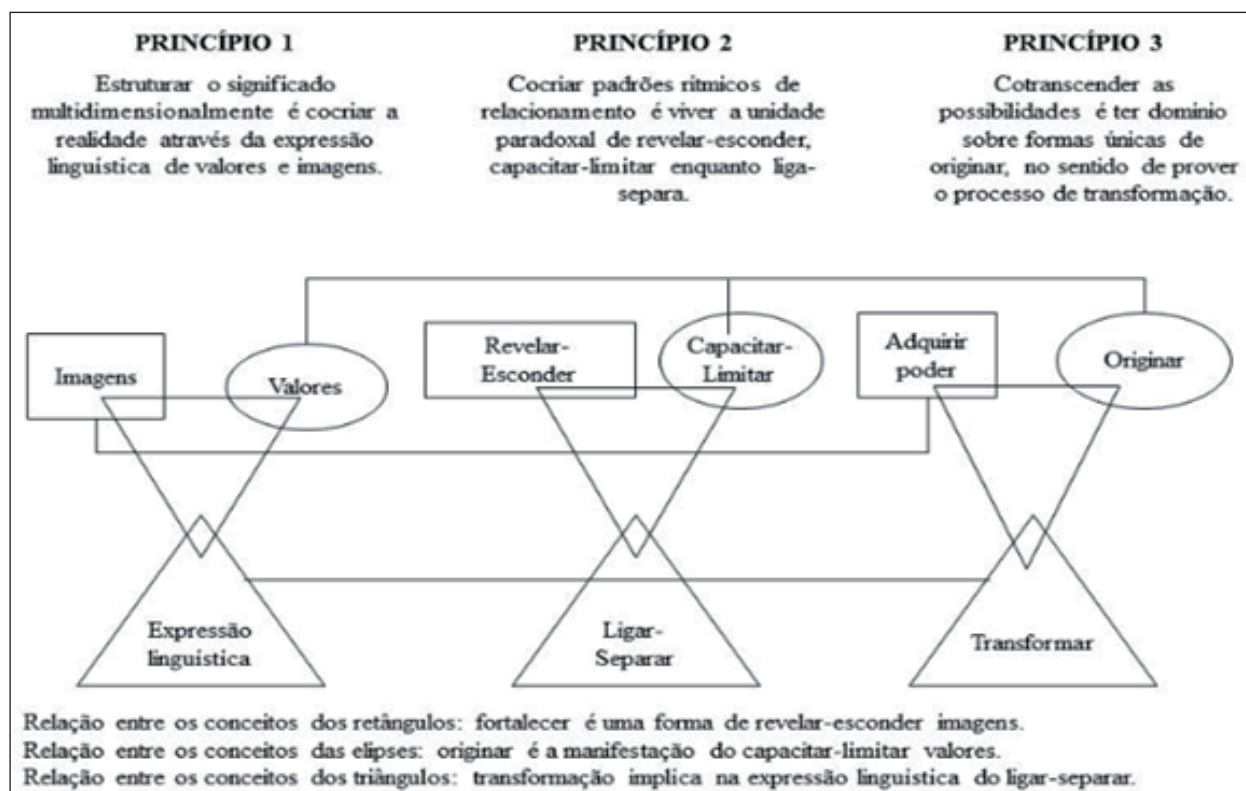 PRINCÍPIO 1
Estruturar o significado
multidimensionalmente é cocriar a
realidade através da expressão
linguística de valores e imagens.
PRINCÍPIO 2
Cocriar padrões rítmicos de
relacionamento é viver a unidade
paradoxal de revelar-esconder,
capacitar-limitar enquanto liga-
separa.
PRINCÍPIO 3
Cotranscender as
possibilidades é ter domínio
sobre formas únicas de
originar, no sentido de prover
o processo de transformação.
Imagens
Valores
Revelar-
Esconder
Capacitar-
Limitar
Adquirir
poder
Originar
Expressão
linguística
Ligar-
Separar
Transformar
Relação entre os conceitos dos retângulos: fortalecer é uma forma de revelar-esconder imagens.
Relação entre os conceitos das elipses: originar é a manifestação do capacitar-limitar valores.
Relação entre os conceitos dos triângulos: transformação implica na expressão linguística do ligar-separar.